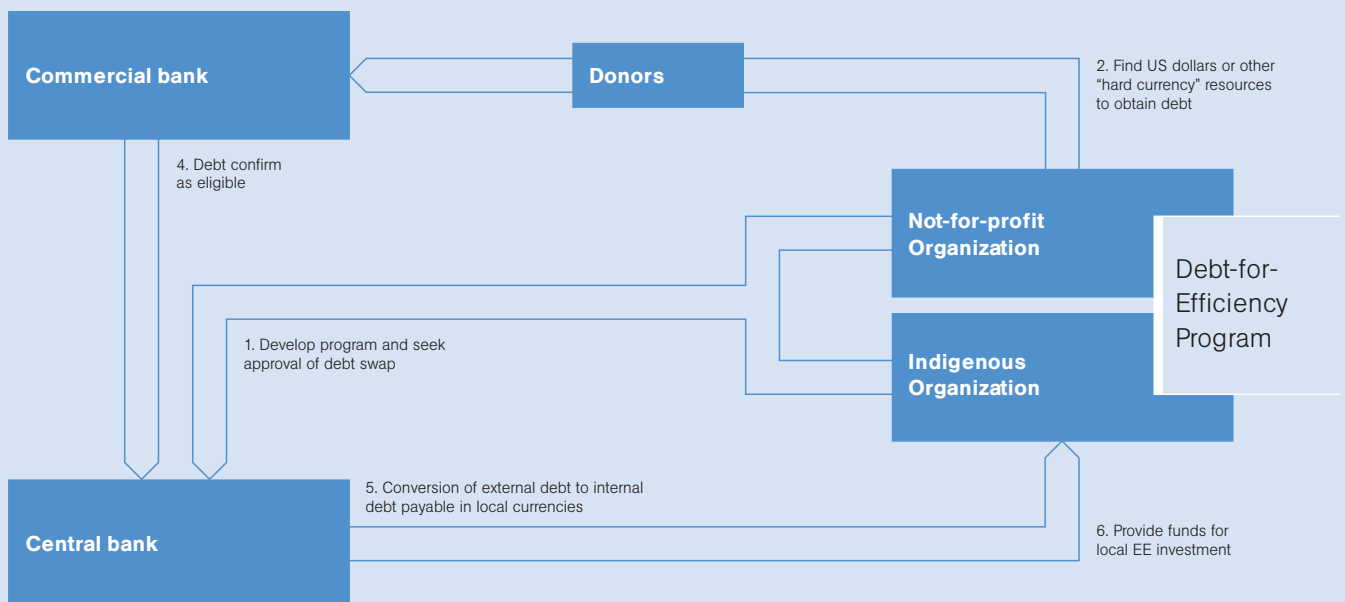 Commercial bank
Donors
2. Find US dollars or other
“hard currency” resources
to obtain debt
4. Debt confirm
as eligible
Not-for-profit
Organization
Debt-for-
Efficiency
Program
1. Develop program and seek
approval of debt swap
Indigenous
Organization
5. Conversion of external debt to internal
debt payable in local currencies
Central bank
6. Provide funds for
local EE investment